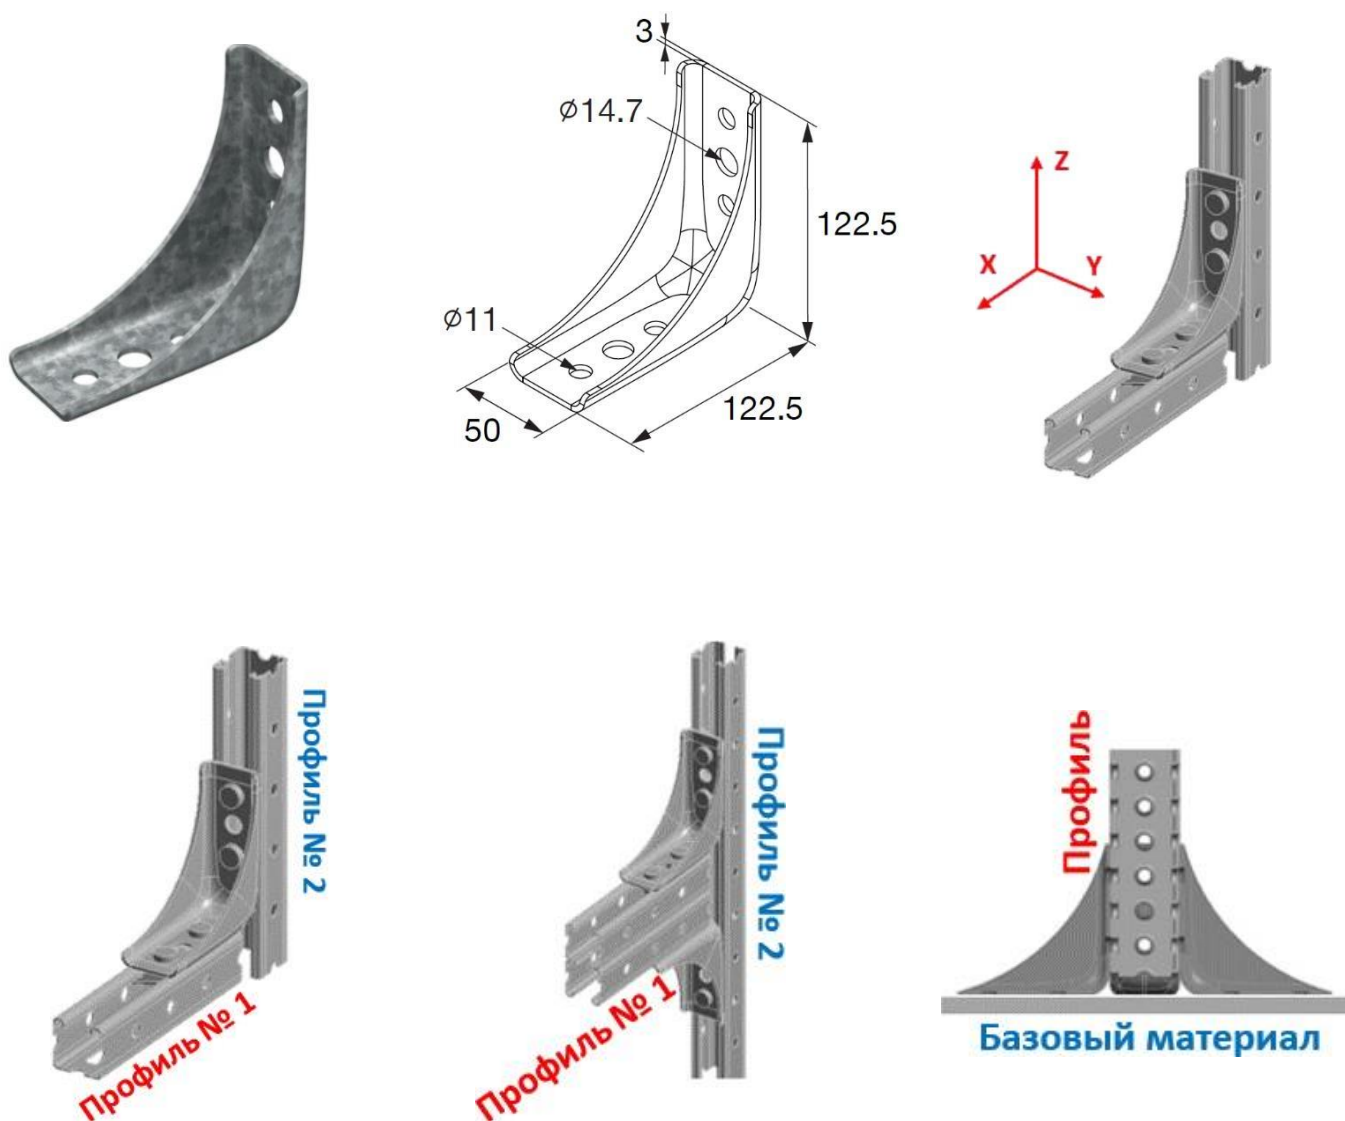 3
⌀14.7
122.5
⌀11
50
122.5
Z
X
Y
Профиль № 2
Профиль № 1
Профиль № 2
Профиль № 1
Профиль
Базовый материал